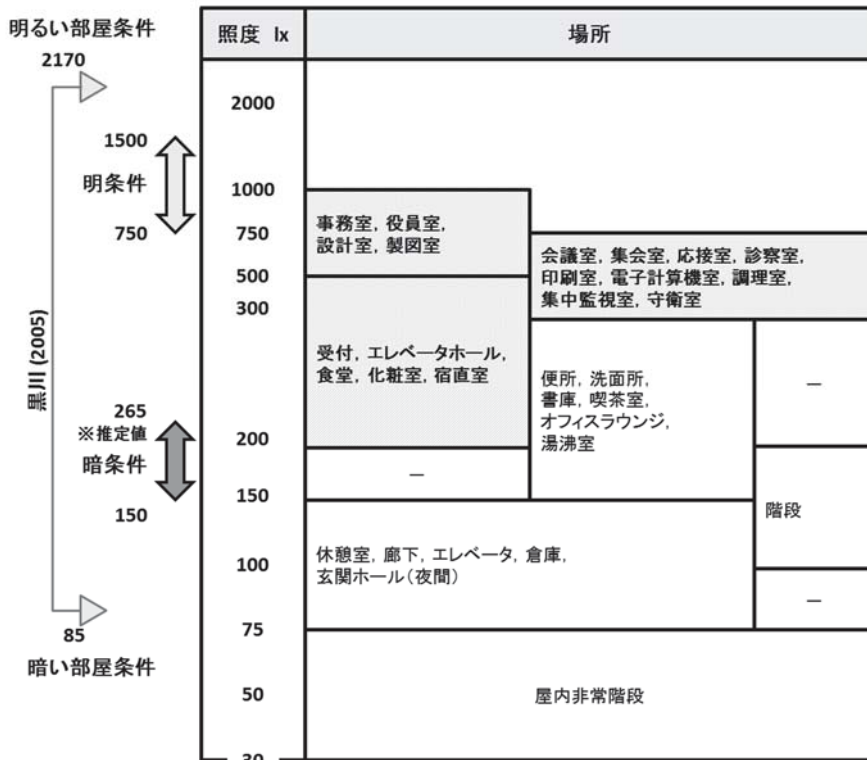 明るい部屋条件
2170
1500
明条件
750
黒川 (2005)
265
※推定値
暗条件
150
85
暗い部屋条件
照度 lx
場所
2000
1000
750
500
300
200
150
100
75
50
30
事務室, 役員室,
設計室, 製図室
会議室, 集会室, 応接室, 診察室,
印刷室, 電子計算機室, 調理室,
集中監視室, 守衛室
受付, エレベータホール,
食堂, 化粧室, 宿直室
便所, 洗面所,
書庫, 喫茶室,
オフィスラウンジ,
湯沸室
—
—
階段
休憩室, 廊下, エレベータ, 倉庫,
玄関ホール(夜間)
—
屋内非常階段